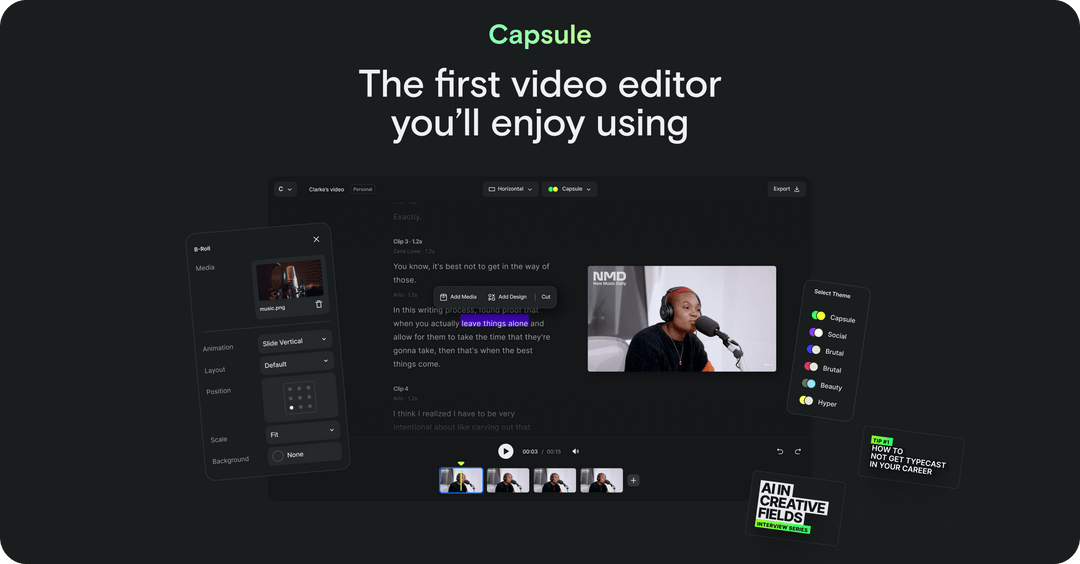 Capsule
The first video editor
you'll enjoy using
C
Clarke's video
Personal
Horizontal
Capsule
Export
Exactly.
Clip 3 · 1.2s
Zane Lowe · 1.2s
You know, it's best not to get in the way of
those.
Arlo · 1.2s
Add Media
Add Design
Cut
In this writing process, found proof that
when you actually leave things alone and
allow for them to take the time that they're
gonna take, then that's when the best
things come.
Clip 4
Arlo · 1.2s
I think I realized I have to be very
intentional about like carving out that
NMD
New Music Daily
00:03 / 00:15
B-Roll
Media
music.png
Animation
Slide Vertical
Layout
Default
Position
Scale
Fit
Background
None
Select Theme
Capsule
Social
Brutal
Brutal
Beauty
Hyper
TIP #1
HOW TO
NOT GET TYPECAST
IN YOUR CAREER
AI IN
CREATIVE
FIELDS
INTERVIEW SERIES